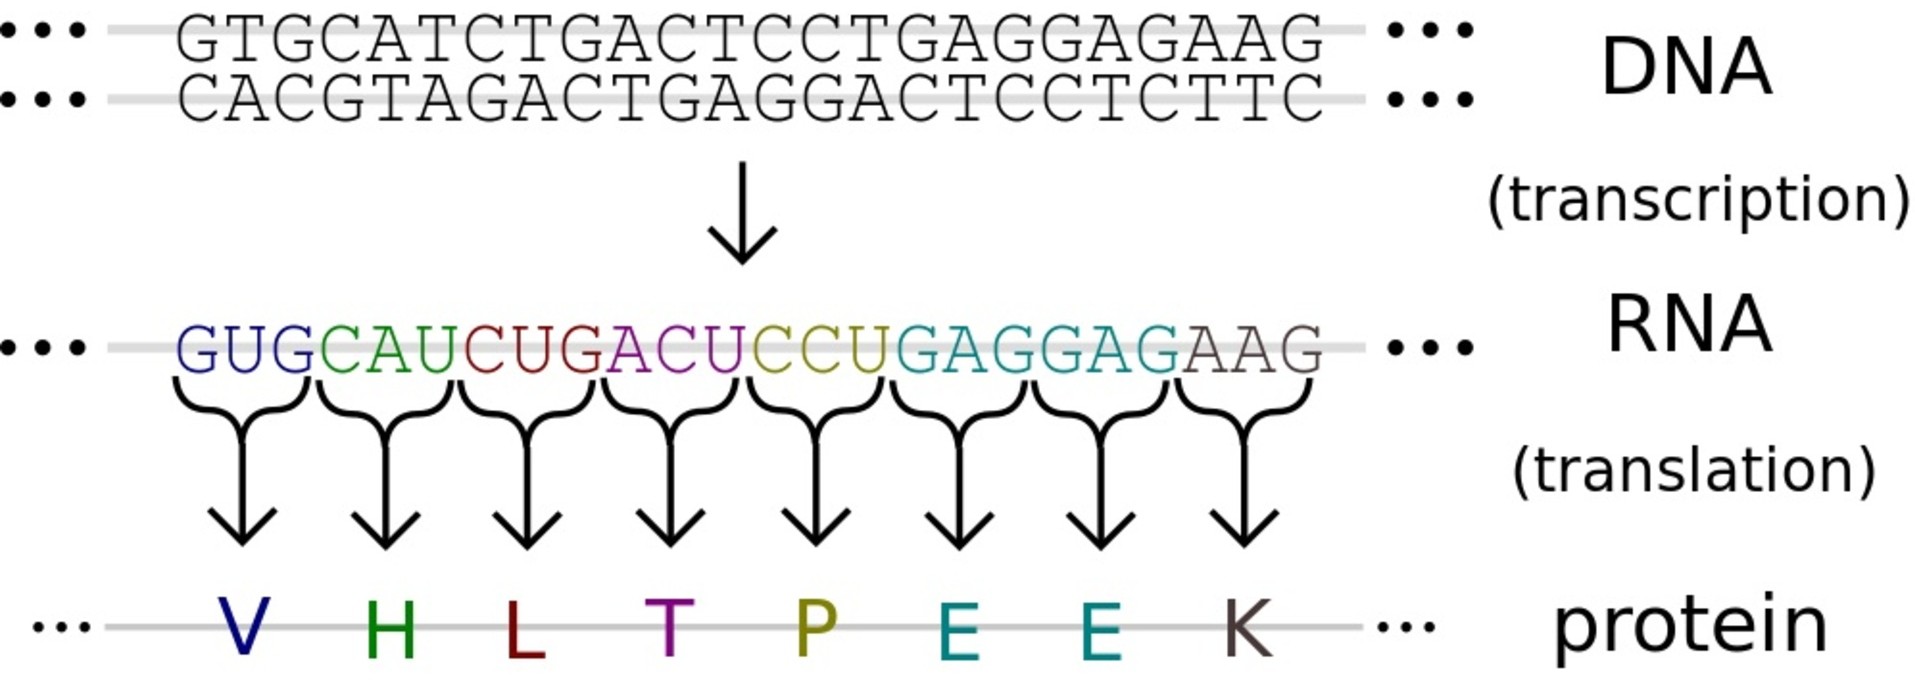 ... GTGCATCTGACTCCTGAGGAGAAG ... DNA
... CACGTAGACTGAGGACTCCTCTTC ...
(transcription)
... GUGCAUCUGACUCCUGAGGAGAAG ... RNA
(translation)
... V H L T P E E K ... protein